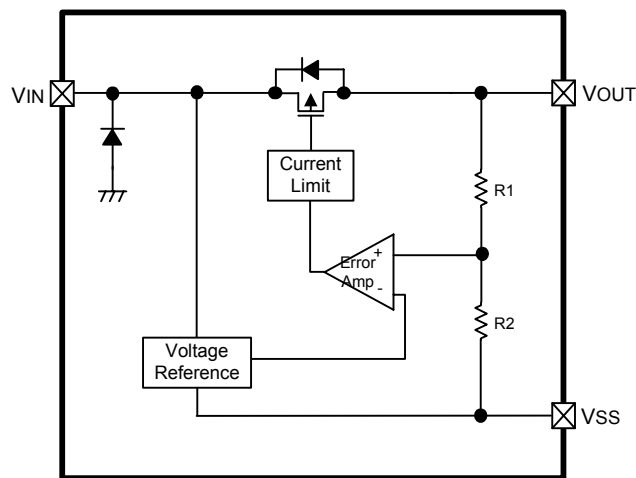 VIN
VOUT
Current
Limit
R1
+
Error
Amp
-
R2
Voltage
Reference
VSS